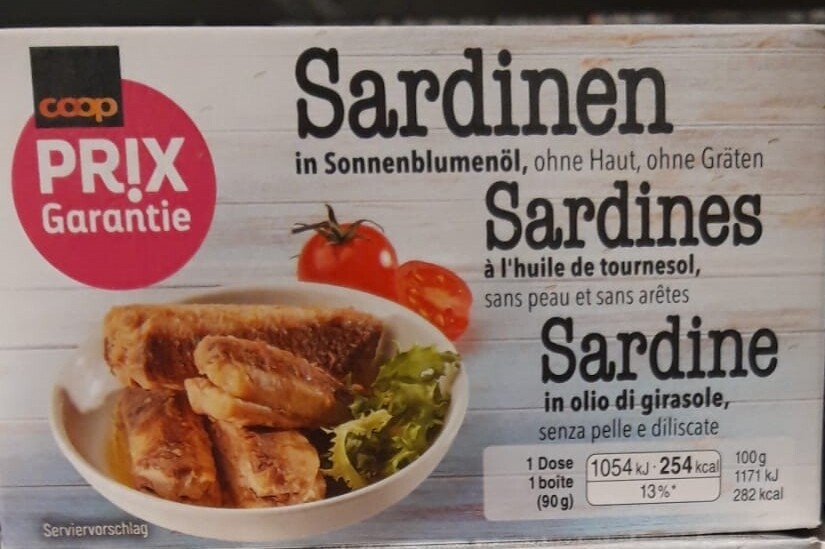 coop
PRIX
Garantie
Sardinen
in Sonnenblumenöl, ohne Haut, ohne Gräten
Sardines
à l'huile de tournesol,
sans peau et sans arêtes
Sardine
in olio di girasole,
senza pelle e diliscate
1 Dose
1 boîte
(90 g)
1054 kJ · 254 kcal
13%*
100 g
1171 kJ
282 kcal
Serviervorschlag